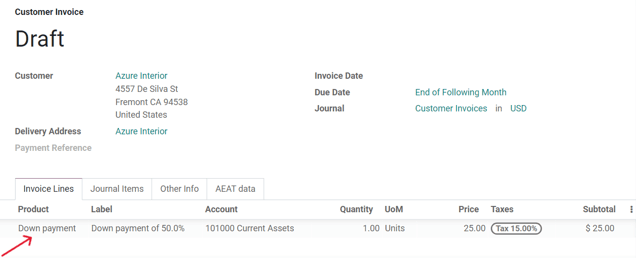 Customer Invoice
Draft
Customer Azure Interior Invoice Date
4557 De Silva St Due Date End of Following Month
Fremont CA 94538 Journal Customer Invoices in USD
United States
Delivery Address Azure Interior
Payment Reference
Invoice Lines Journal Items Other Info AEAT data
Product Label Account Quantity UoM Price Taxes Subtotal
Down payment Down payment of 50.0% 101000 Current Assets 1.00 Units 25.00 Tax 15.00% $ 25.00